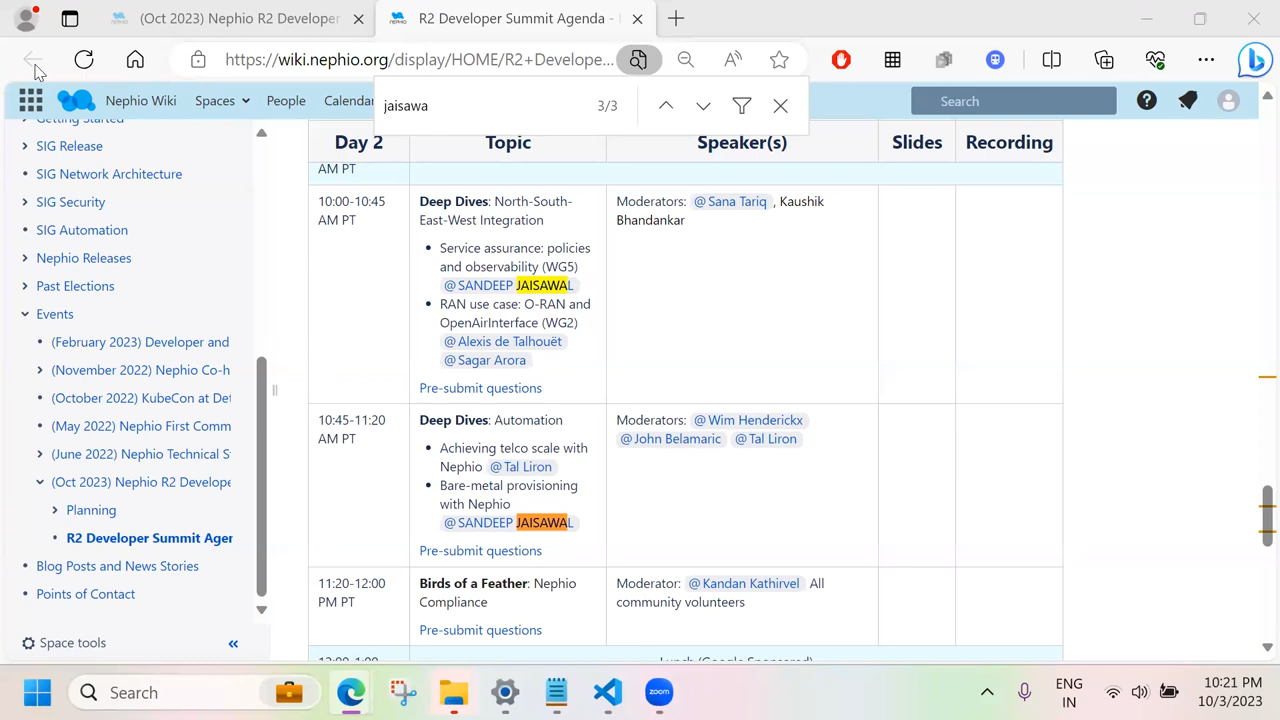 (Oct 2023) Nephio R2 Developer
R2 Developer Summit Agenda -
https://wiki.nephio.org/display/HOME/R2+Develope...
jaisawa 3/3
Nephio Wiki Spaces People Calendar
Search
Getting Started
SIG Release
SIG Network Architecture
SIG Security
SIG Automation
Nephio Releases
Past Elections
Events
(February 2023) Developer and
(November 2022) Nephio Co-h
(October 2022) KubeCon at Det
(May 2022) Nephio First Comm
(June 2022) Nephio Technical S
(Oct 2023) Nephio R2 Develope
Planning
R2 Developer Summit Agen
Blog Posts and News Stories
Points of Contact
Space tools
Day 2 Topic Speaker(s) Slides Recording
AM PT
10:00-10:45
AM PT
Deep Dives: North-South-
East-West Integration
Service assurance: policies
and observability (WG5)
@SANDEEP JAISAWAL
RAN use case: O-RAN and
OpenAirInterface (WG2)
@Alexis de Talhouët
@Sagar Arora
Pre-submit questions
Moderators: @Sana Tariq , Kaushik
Bhandankar
10:45-11:20
AM PT
Deep Dives: Automation
Achieving telco scale with
Nephio @Tal Liron
Bare-metal provisioning
with Nephio
@SANDEEP JAISAWAL
Pre-submit questions
Moderators: @Wim Henderickx
@John Belamaric @Tal Liron
11:20-12:00
PM PT
Birds of a Feather: Nephio
Compliance
Pre-submit questions
Moderator: @Kandan Kathirvel All
community volunteers
12:00-1:00
Lunch (Google Sponsored)
Search
zoom
ENG
IN
10:21 PM
10/3/2023